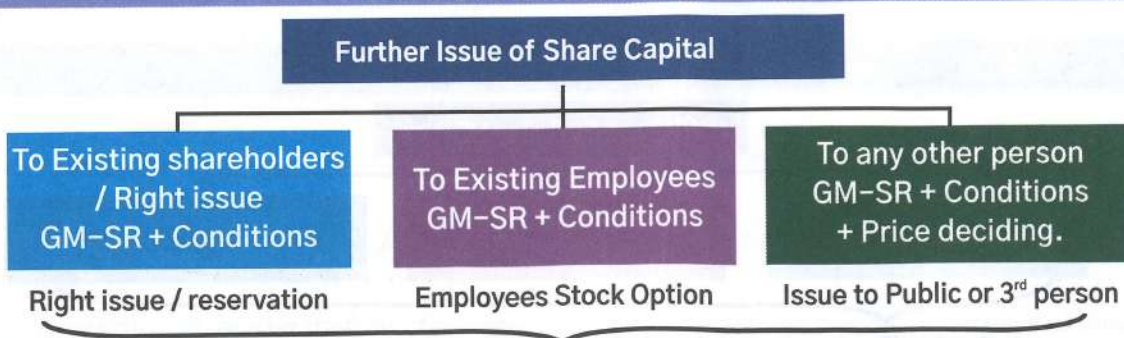 Further Issue of Share Capital
To Existing shareholders
/ Right issue
GM-SR + Conditions
To Existing Employees
GM-SR + Conditions
To any other person
GM-SR + Conditions
+ Price deciding.
Right issue / reservation
Employees Stock Option
Issue to Public or 3rd person